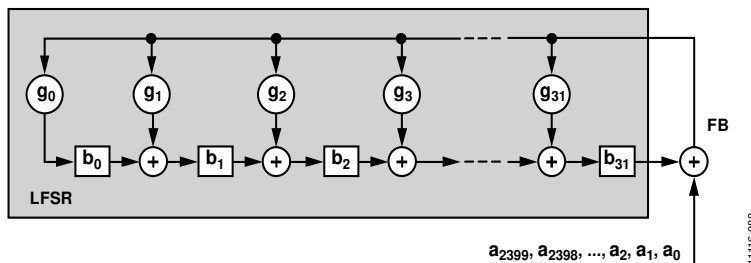 g0 g1 g2 g3 g31
FB
b0 + b1 + b2 + + b31 +
LFSR
a2399, a2398, ..., a2, a1, a0